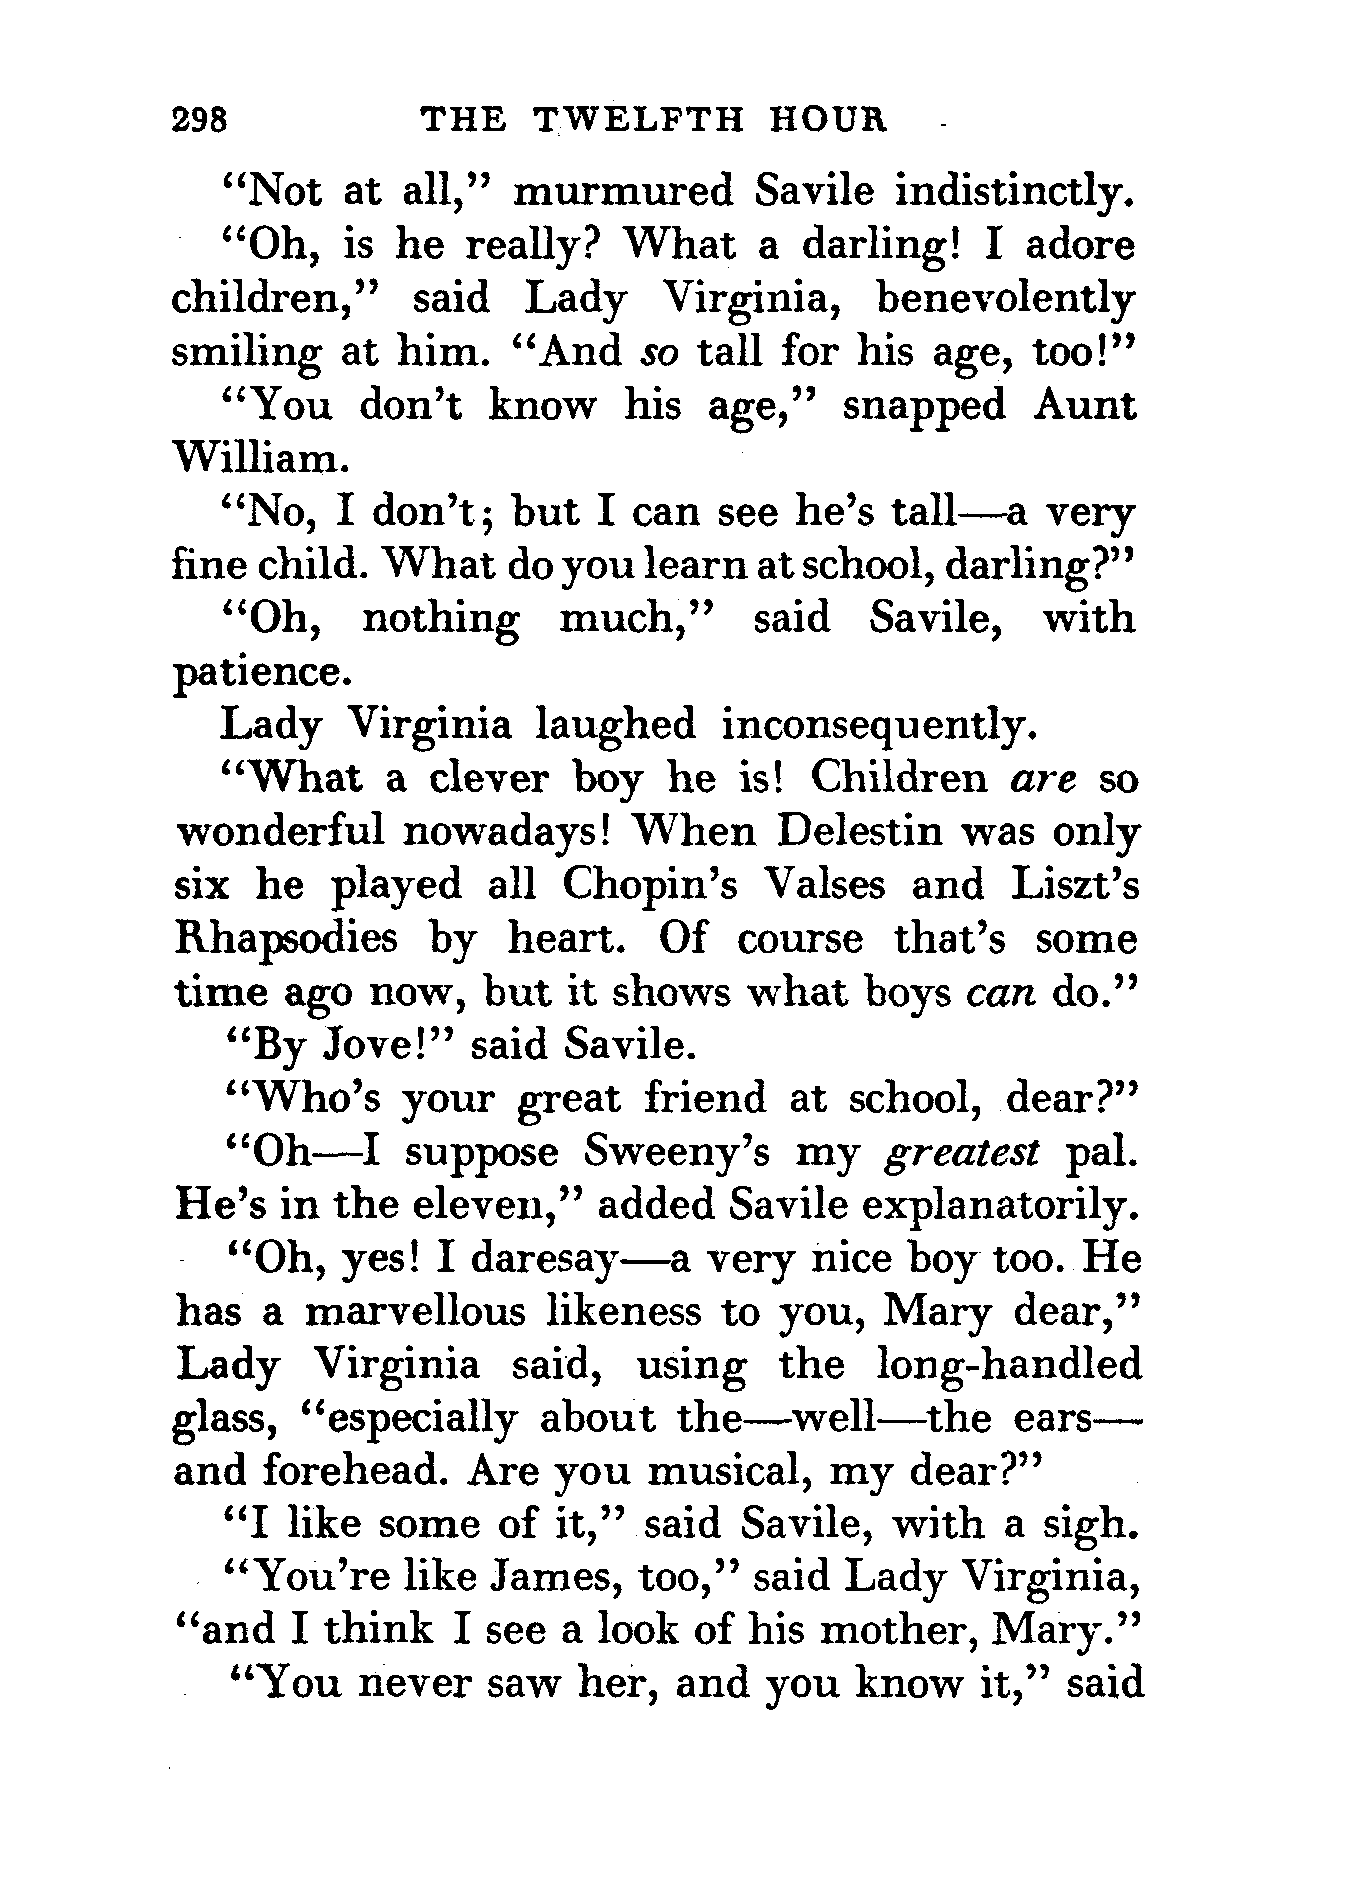 298 THE TWELFTH HOUR
“Not at all,” murmured Savile indistinctly.
“Oh, is he really? What a darling! I adore
children,” said Lady Virginia, benevolently
smiling at him. “And so tall for his age, too!”
“You don’t know his age,” snapped Aunt
William.
“No, I don’t; but I can see he’s tall—a very
fine child. What do you learn at school, darling?”
“Oh, nothing much,” said Savile, with
patience.
Lady Virginia laughed inconsequently.
“What a clever boy he is! Children are so
wonderful nowadays! When Delestin was only
six he played all Chopin’s Valses and Liszt’s
Rhapsodies by heart. Of course that’s some
time ago now, but it shows what boys can do.”
“By Jove!” said Savile.
“Who’s your great friend at school, dear?”
“Oh—I suppose Sweeny’s my greatest pal.
He’s in the eleven,” added Savile explanatorily.
“Oh, yes! I daresay—a very nice boy too. He
has a marvellous likeness to you, Mary dear,”
Lady Virginia said, using the long-handled
glass, “especially about the—well—the ears—
and forehead. Are you musical, my dear?”
“I like some of it,” said Savile, with a sigh.
“You’re like James, too,” said Lady Virginia,
“and I think I see a look of his mother, Mary.”
“You never saw her, and you know it,” said